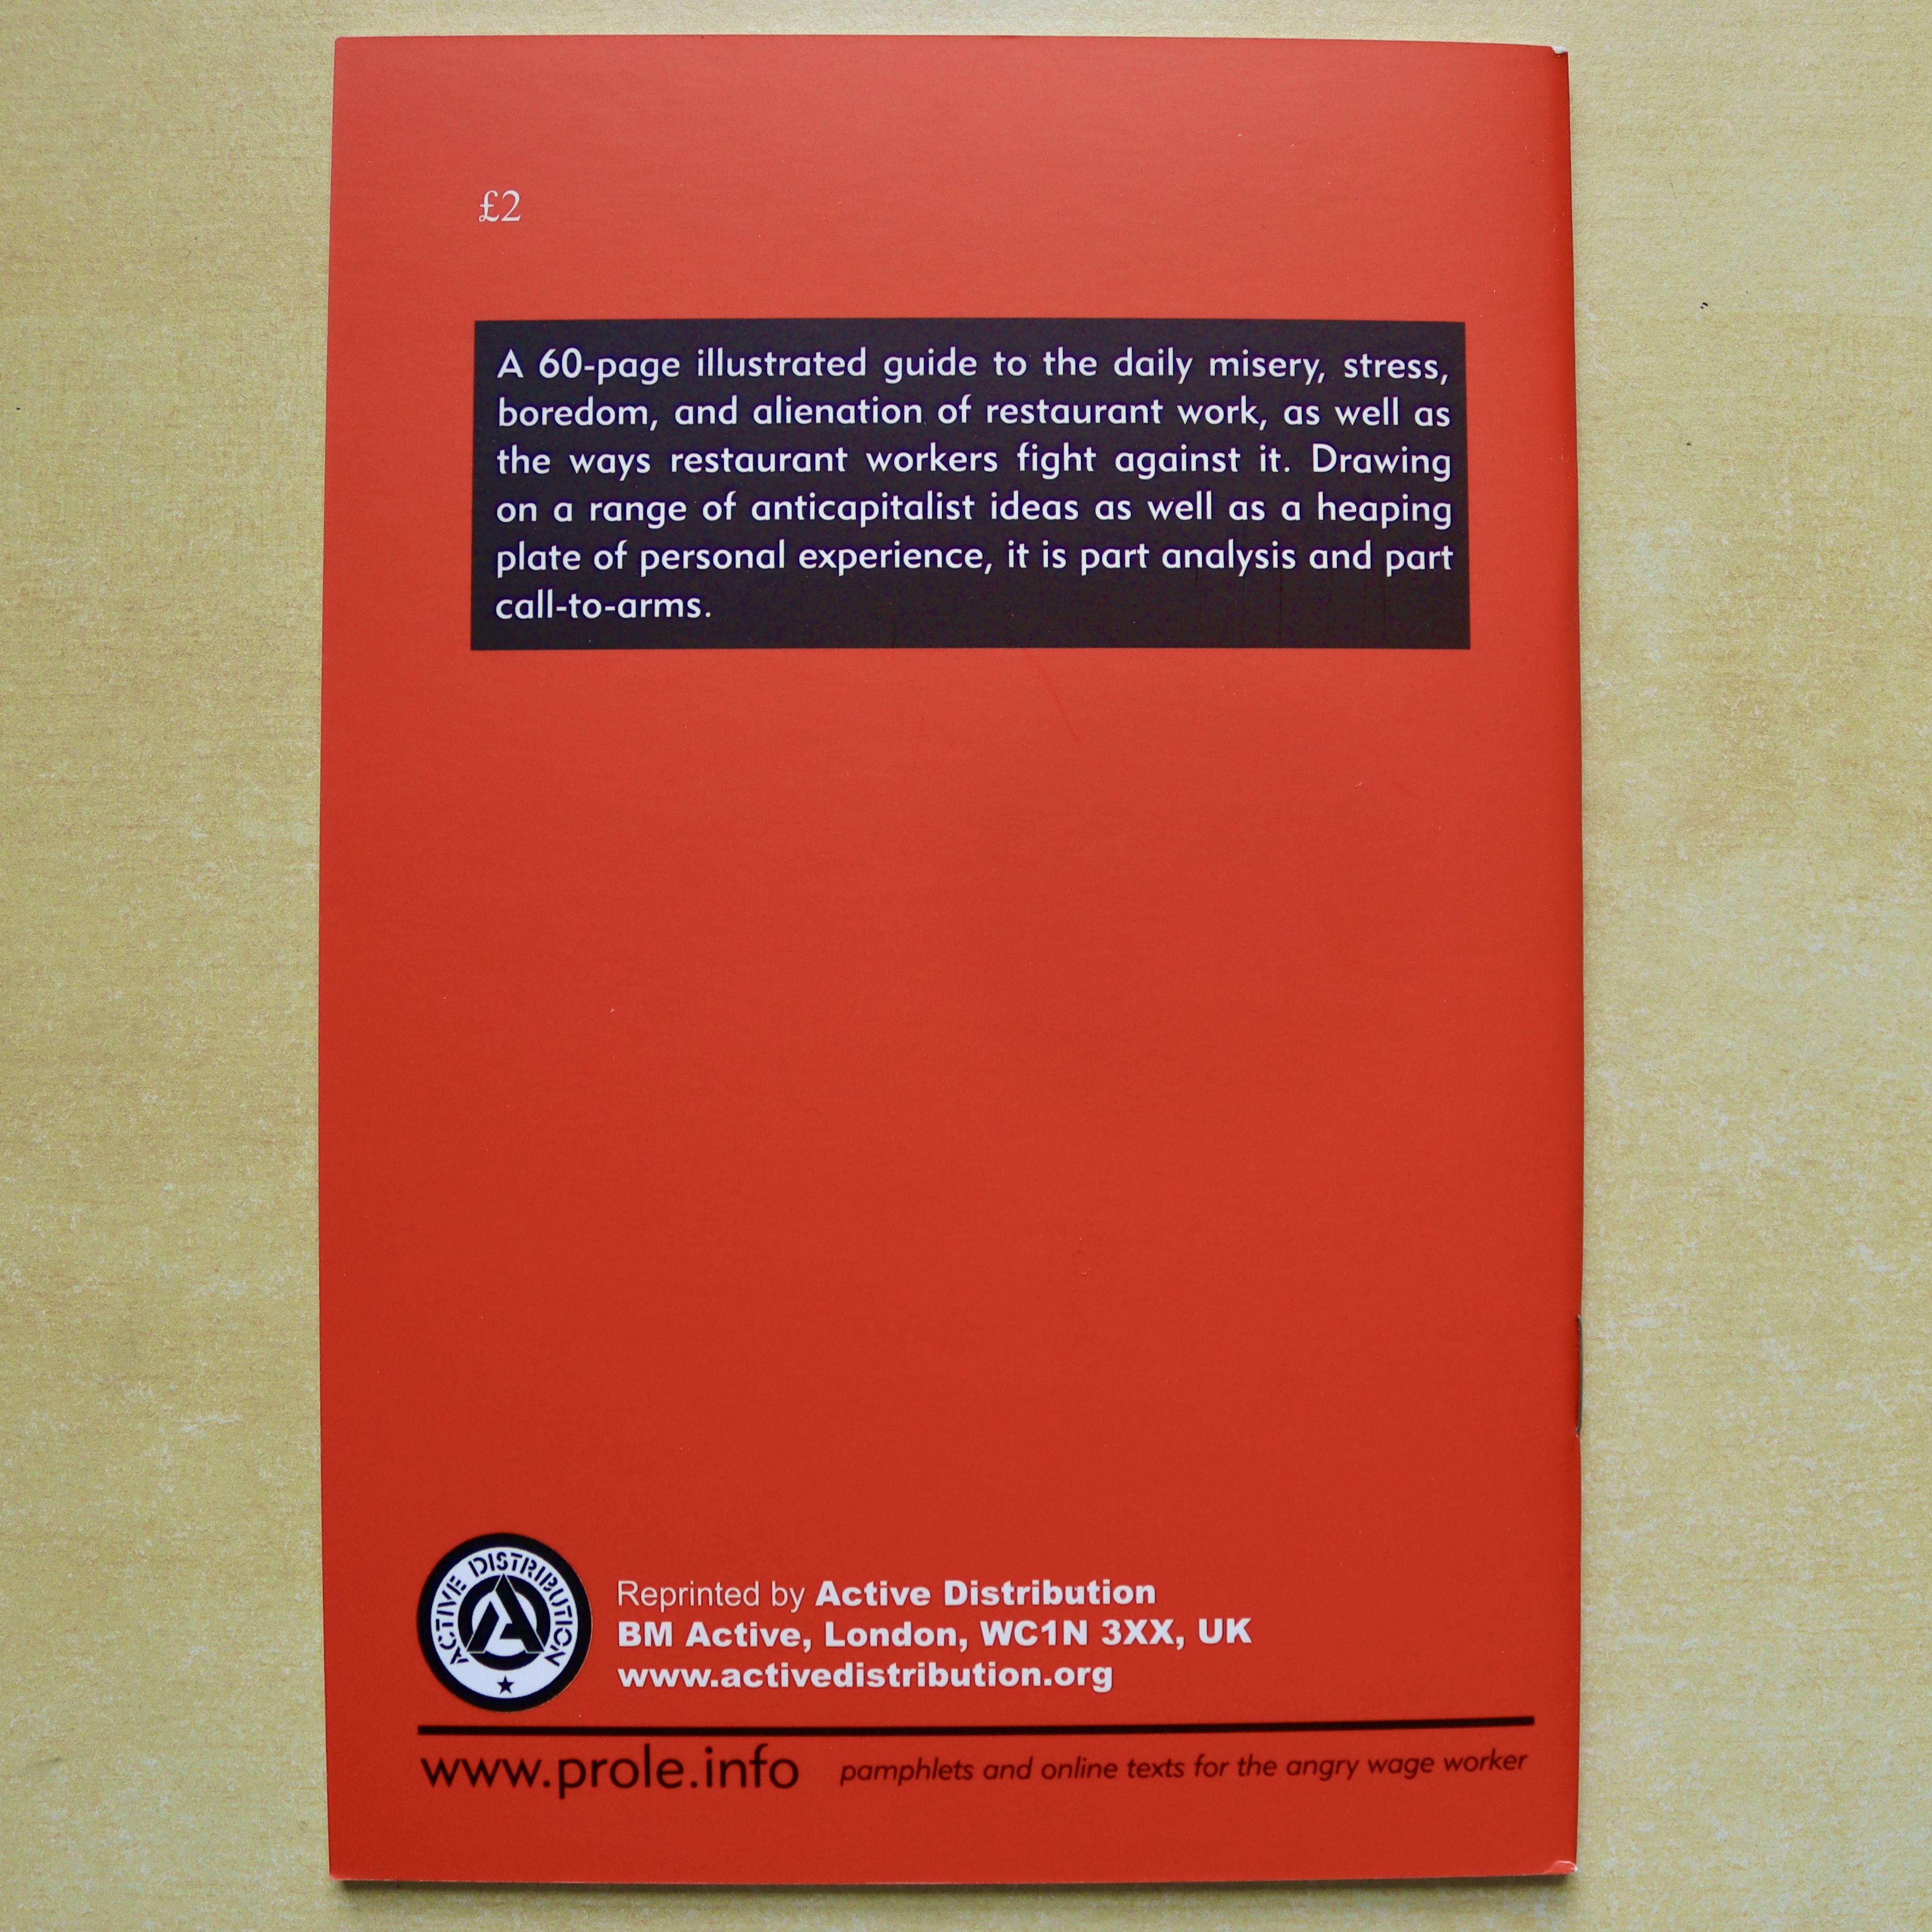 £2
A 60-page illustrated guide to the daily misery, stress,
boredom, and alienation of restaurant work, as well as
the ways restaurant workers fight against it. Drawing
on a range of anticapitalist ideas as well as a heaping
plate of personal experience, it is part analysis and part
call-to-arms.
ACTIVE DISTRIBUTION
Reprinted by Active Distribution
BM Active, London, WC1N 3XX, UK
www.activedistribution.org
www.prole.info pamphlets and online texts for the angry wage worker